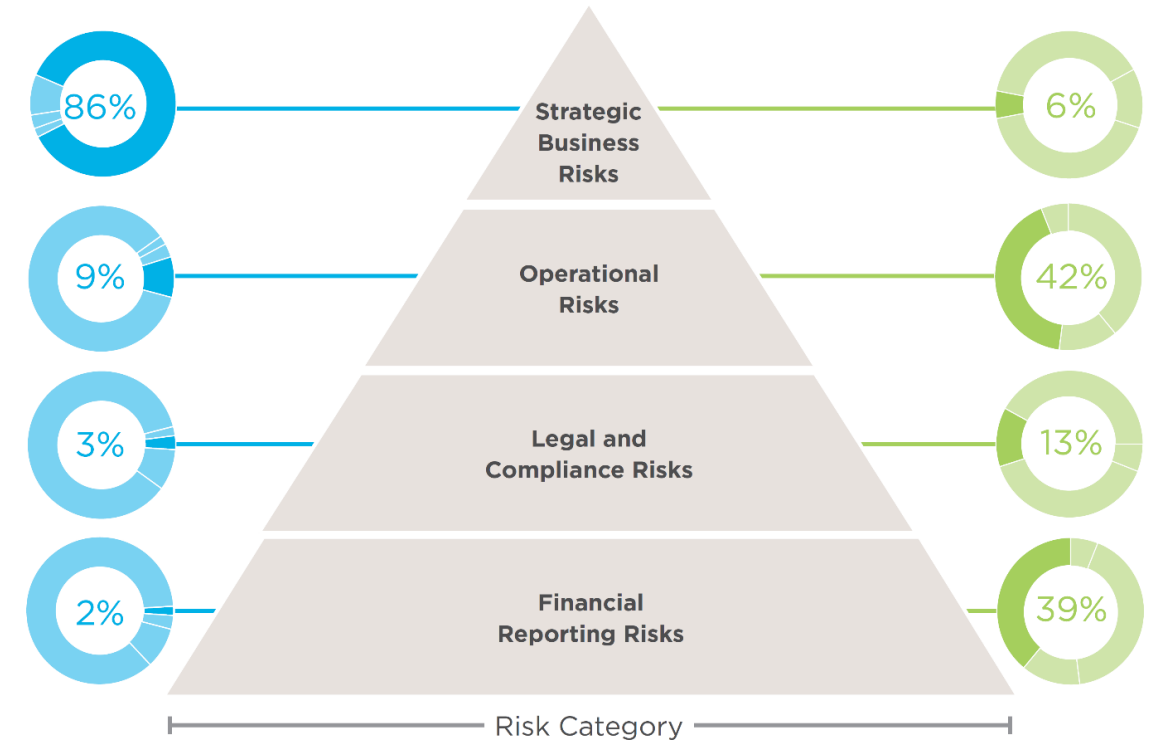 86%
Strategic
Business
Risks
6%
9%
Operational
Risks
42%
3%
Legal and
Compliance Risks
13%
2%
Financial
Reporting Risks
39%
Risk Category